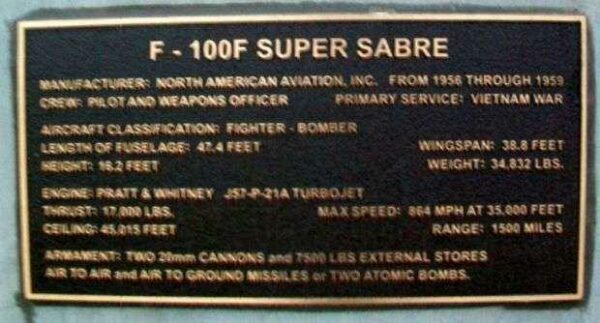 F - 100F SUPER SABRE
MANUFACTURER: NORTH AMERICAN AVIATION, INC. FROM 1956 THROUGH 1959
CREW: PILOT AND WEAPONS OFFICER PRIMARY SERVICE: VIETNAM WAR
AIRCRAFT CLASSIFICATION: FIGHTER - BOMBER
LENGTH OF FUSELAGE: 47.4 FEET WINGSPAN: 38.8 FEET
HEIGHT: 16.2 FEET WEIGHT: 34,832 LBS.
ENGINE: PRATT & WHITNEY J57-P-21A TURBOJET
THRUST: 17,000 LBS. MAX SPEED: 864 MPH AT 35,000 FEET
CEILING: 45,015 FEET RANGE: 1500 MILES
ARMAMENT: TWO 20mm CANNONS and 7500 LBS EXTERNAL STORES
AIR TO AIR and AIR TO GROUND MISSILES or TWO ATOMIC BOMBS.